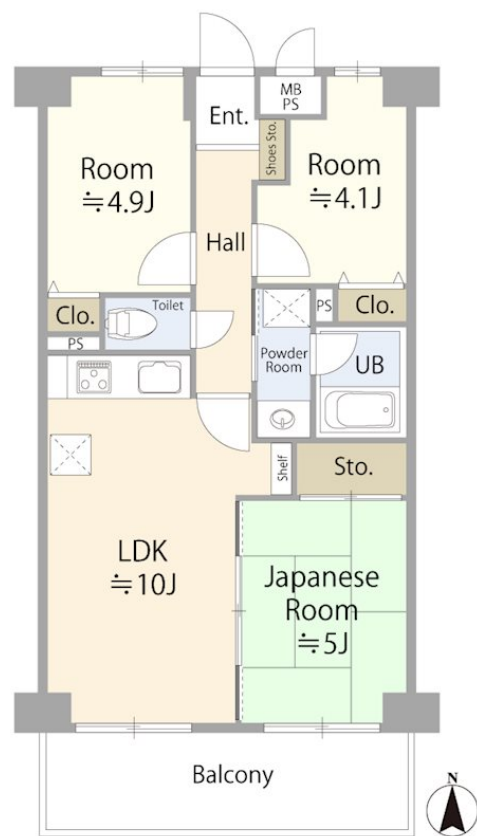 MB
PS
Ent.
Shoes Sto.
Room
≒4.9J
Room
≒4.1J
Hall
Clo.
Toilet
PS
PS
Clo.
Powder
Room
UB
Shelf
Sto.
LDK
≒10J
Japanese
Room
≒5J
Balcony
N